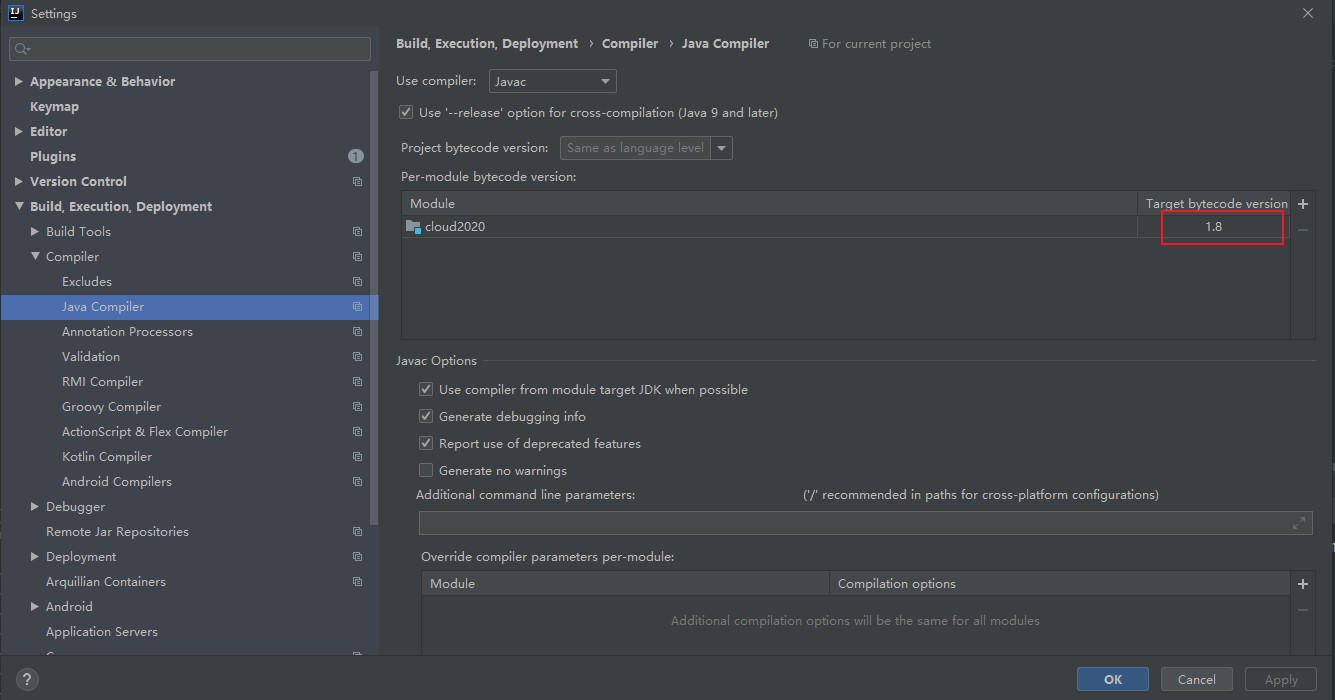 IJ Settings
Appearance & Behavior
Keymap
Editor
Plugins 1
Version Control
Build, Execution, Deployment
Build Tools
Compiler
Excludes
Java Compiler
Annotation Processors
Validation
RMI Compiler
Groovy Compiler
ActionScript & Flex Compiler
Kotlin Compiler
Android Compilers
Debugger
Remote Jar Repositories
Deployment
Arquillian Containers
Android
Application Servers
Build, Execution, Deployment › Compiler › Java Compiler For current project
Use compiler: Javac
Use '--release' option for cross-compilation (Java 9 and later)
Project bytecode version: Same as language level
Per-module bytecode version:
Module Target bytecode version
cloud2020 1.8
Javac Options
Use compiler from module target JDK when possible
Generate debugging info
Report use of deprecated features
Generate no warnings
Additional command line parameters: ('/' recommended in paths for cross-platform configurations)
Override compiler parameters per-module:
Module Compilation options
Additional compilation options will be the same for all modules
? OK Cancel Apply